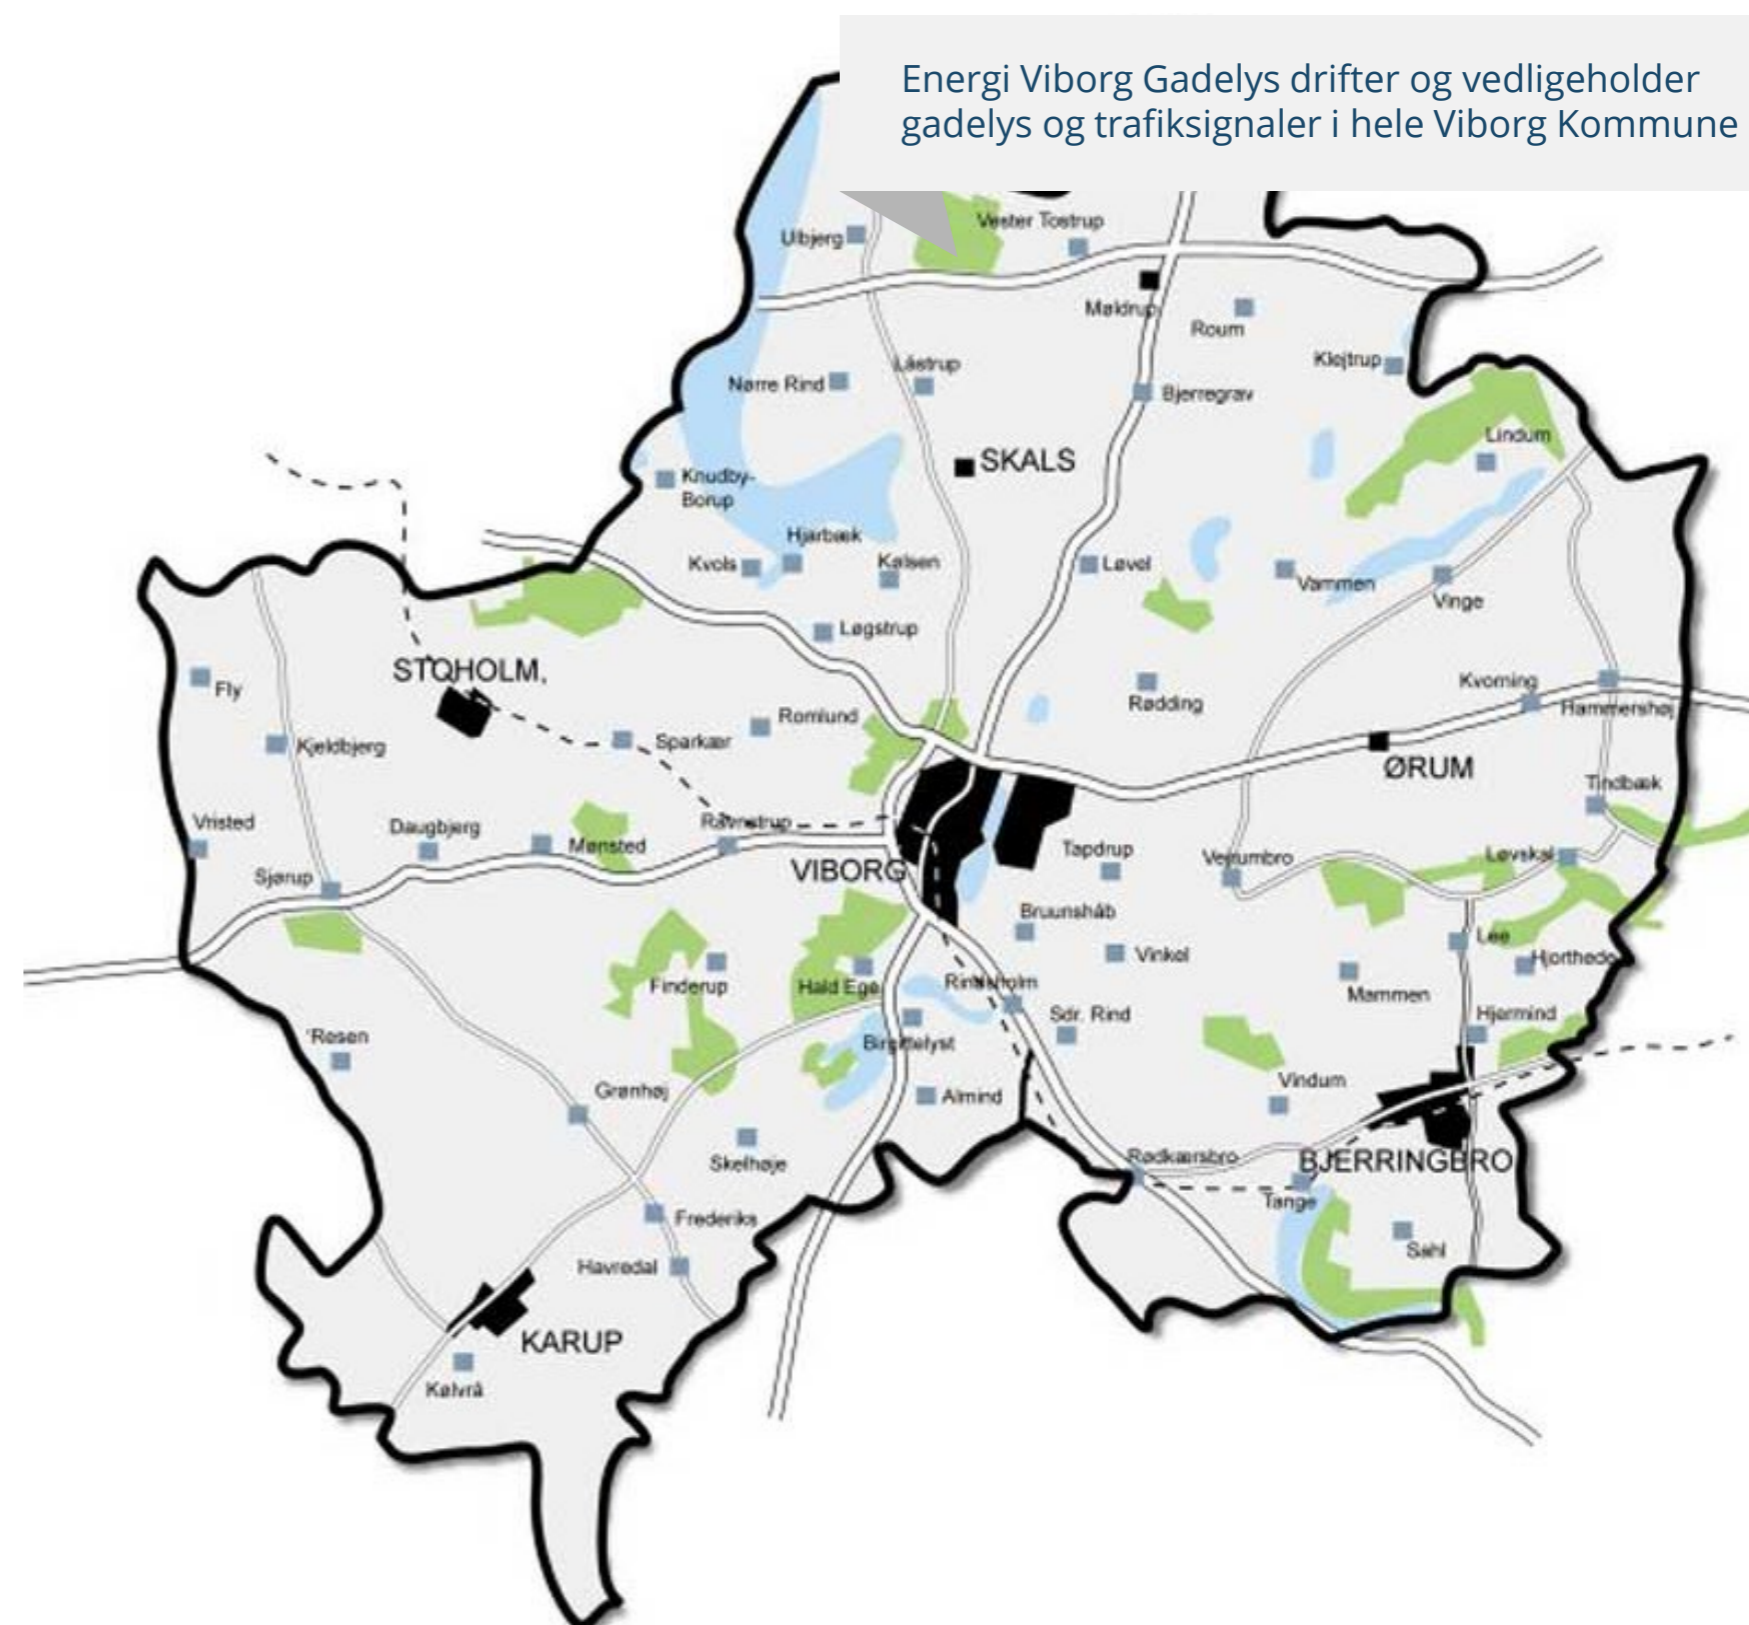 Energi Viborg Gadelys drifter og vedligeholder
gadelys og trafiksignaler i hele Viborg Kommune
Vester Tostrup
Ulbjerg
Møldrup
Roum
Klejtrup
Låstrup
Nørre Rind
Bjerregrav
Lindum
SKALS
Knudby-
Borup
Hjarbæk
Kvols
Kølsen
Løvel
Vammen
Vinge
Løgstrup
STOHOLM,
Fly
Kvorning
Rødding
Hammershøj
Romlund
Sparkær
Kjeldbjerg
ØRUM
Tindbæk
Vristed
Daugbjerg
Mønsted
Ravnstrup
VIBORG
Tapdrup
Vejrumbro
Løvskal
Sjørup
Bruunshåb
Vinkel
Lee
Hjorthede
Finderup
Hald Ege
Rindsholm
Mammen
Sdr. Rind
Hjermind
'Resen
Birgittelyst
Vindum
Grønhøj
Almind
Skelhøje
Rødkærsbro
BJERRINGBRO
Tange
Frederiks
Sahl
Havredal
KARUP
Kølvrå